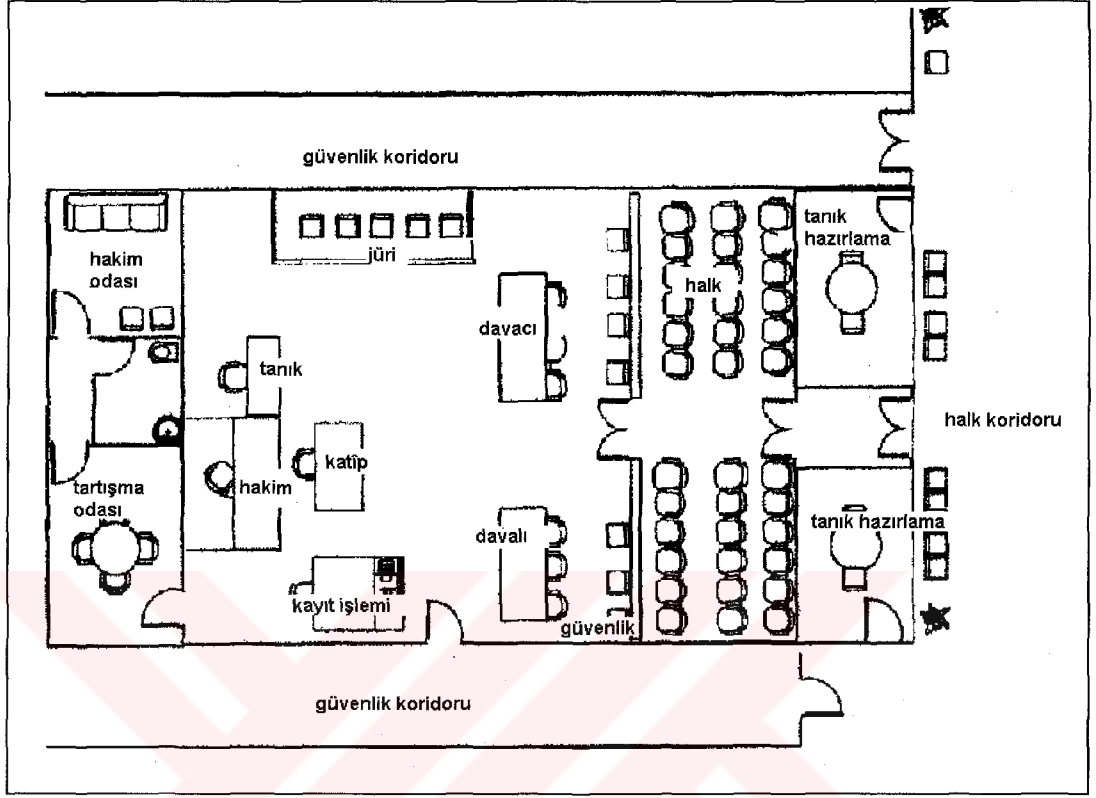 güvenlik koridoru
hakim
odası
jüri
tanık
hazırlama
halk
davacı
tanık
halk koridoru
katip
hakim
tartışma
odası
davalı
tanık hazırlama
kayıt işlemi
güvenlik
güvenlik koridoru